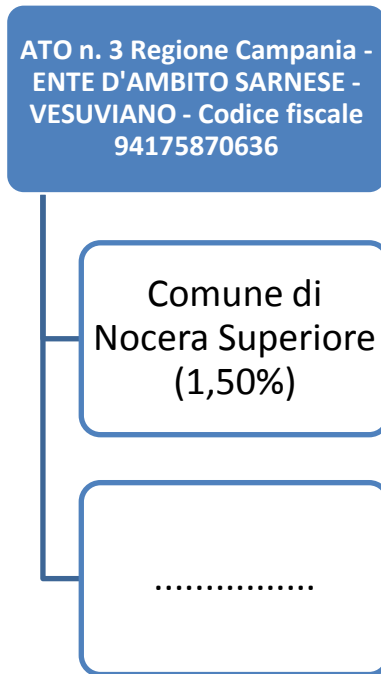 ATO n. 3 Regione Campania -
ENTE D'AMBITO SARNESE -
VESUVIANO - Codice fiscale
94175870636
Comune di
Nocera Superiore
(1,50%)
................